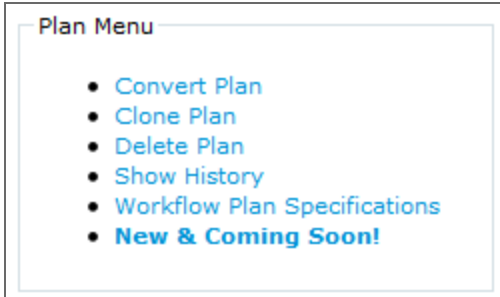 Plan Menu
Convert Plan
Clone Plan
Delete Plan
Show History
Workflow Plan Specifications
New & Coming Soon!